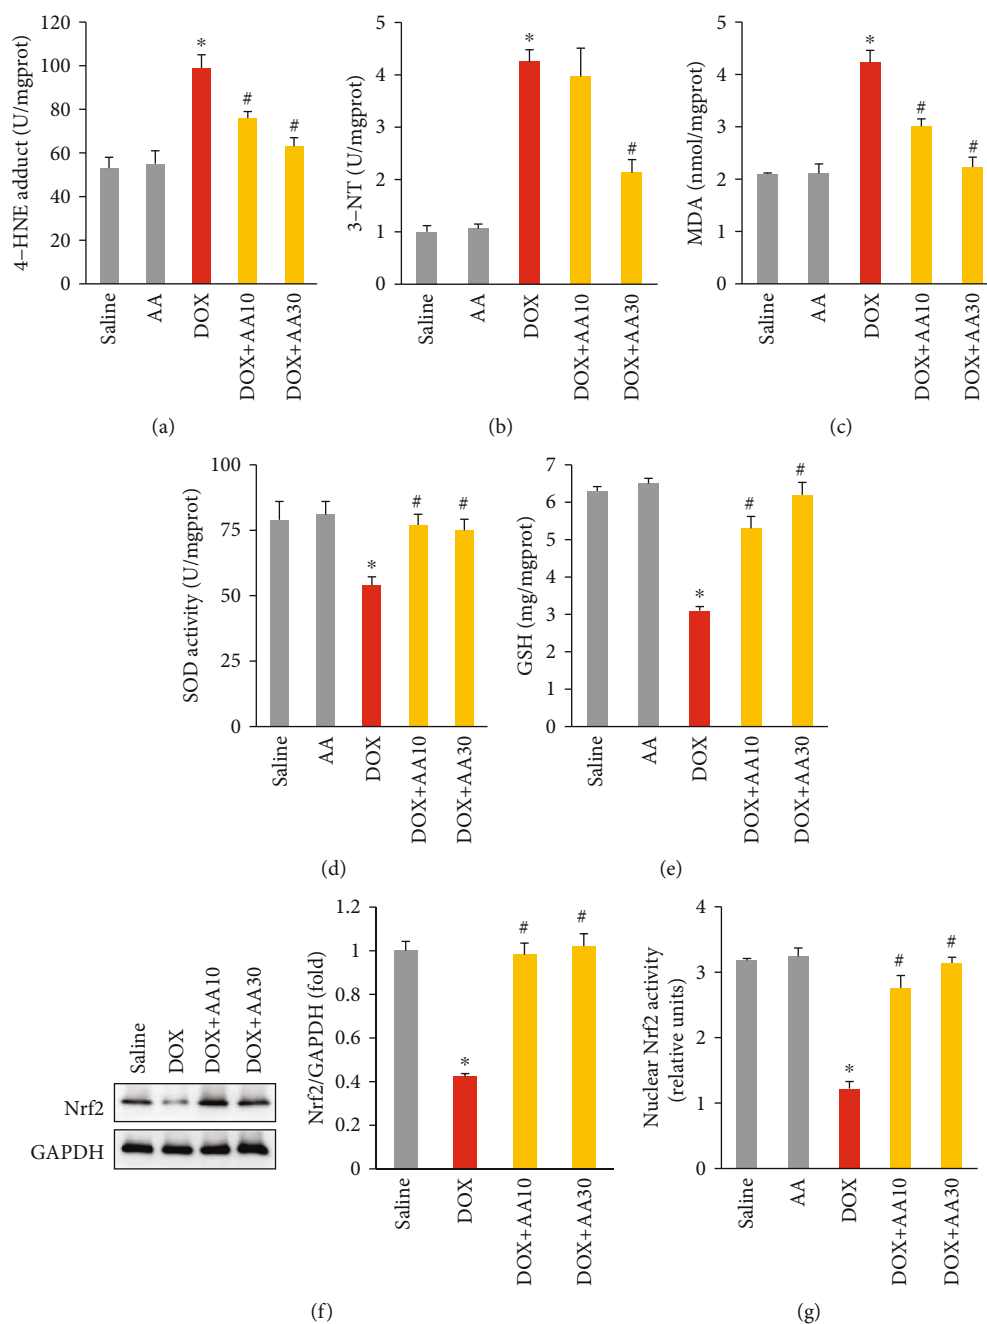 120
100
80
60
40
20
0
4−HNE adduct (U/mgprot)
*
#
#
Saline
AA
DOX
DOX+AA10
DOX+AA30
(a)
5
4
3
2
1
0
3−NT (U/mgprot)
*
#
Saline
AA
DOX
DOX+AA10
DOX+AA30
(b)
5
4
3
2
1
0
MDA (nmol/mgprot)
*
#
#
Saline
AA
DOX
DOX+AA10
DOX+AA30
(c)
100
75
50
25
0
SOD activity (U/mgprot)
*
#
#
Saline
AA
DOX
DOX+AA10
DOX+AA30
(d)
7
6
5
4
3
2
1
0
GSH (mg/mgprot)
*
#
#
Saline
AA
DOX
DOX+AA10
DOX+AA30
(e)
Saline
DOX
DOX+AA10
DOX+AA30
Nrf2
GAPDH
1.2
1
0.8
0.6
0.4
0.2
0
Nrf2/GAPDH (fold)
*
#
#
Saline
DOX
DOX+AA10
DOX+AA30
(f)
4
3
2
1
0
Nuclear Nrf2 activity
(relative units)
*
#
#
Saline
AA
DOX
DOX+AA10
DOX+AA30
(g)